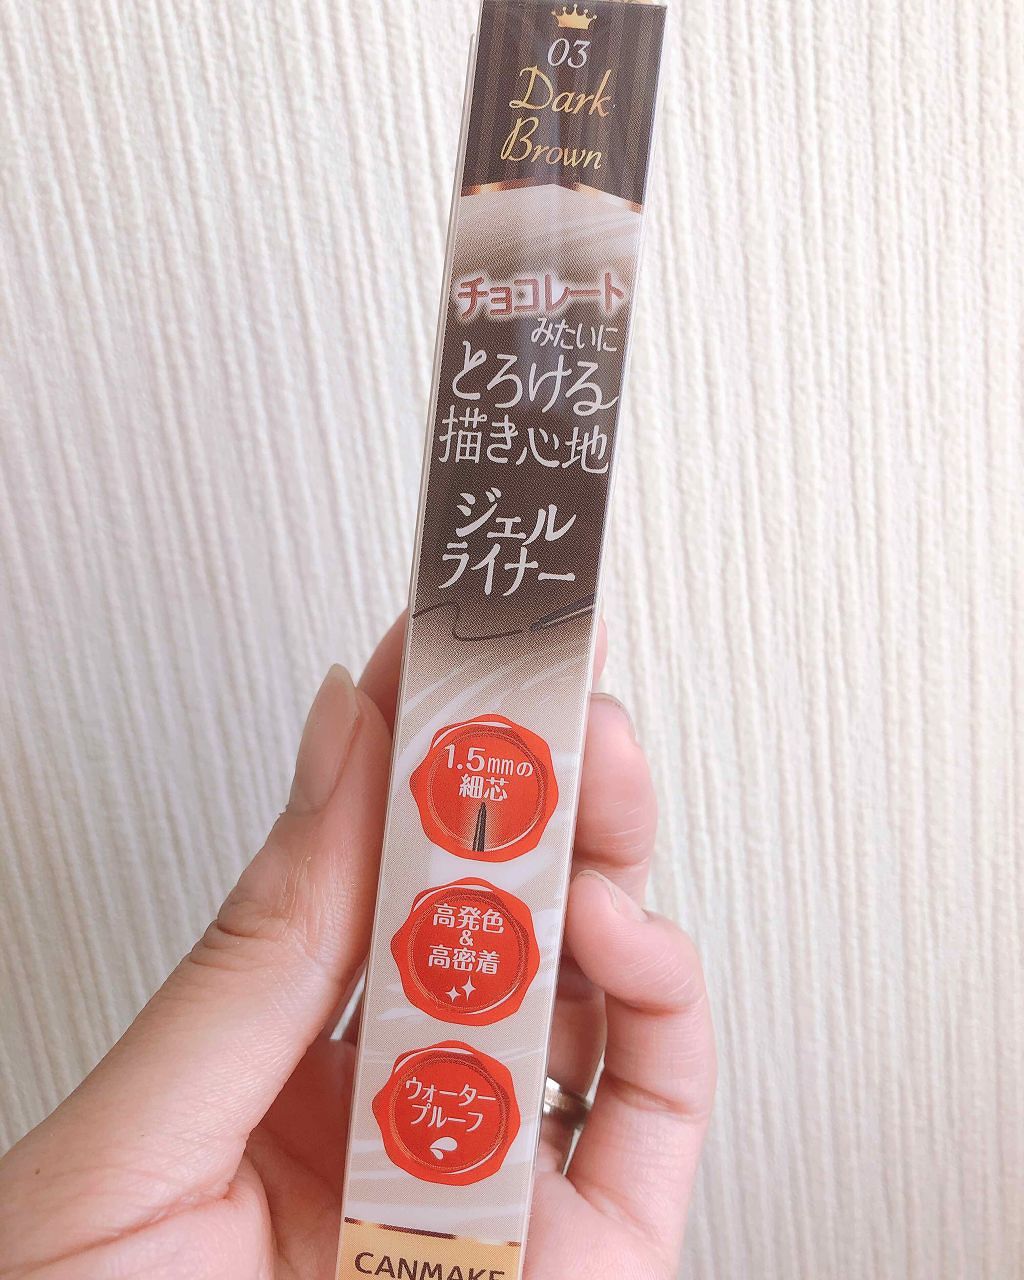 03
Dark
Brown
チョコレート
みたいに
とろける
描き心地
ジェル
ライナー
1.5mmの
細芯
高発色
&
高密着
ウォーター
プルーフ
CANMAKE